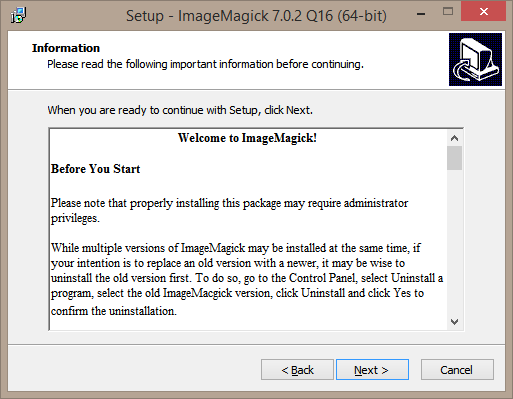 Setup - ImageMagick 7.0.2 Q16 (64-bit)
Information
Please read the following important information before continuing.
When you are ready to continue with Setup, click Next.
Welcome to ImageMagick!
Before You Start
Please note that properly installing this package may require administrator
privileges.
While multiple versions of ImageMagick may be installed at the same time, if
your intention is to replace an old version with a newer, it may be wise to
uninstall the old version first. To do so, go to the Control Panel, select Uninstall a
program, select the old ImageMacgick version, click Uninstall and click Yes to
confirm the uninstallation.
< Back
Next >
Cancel